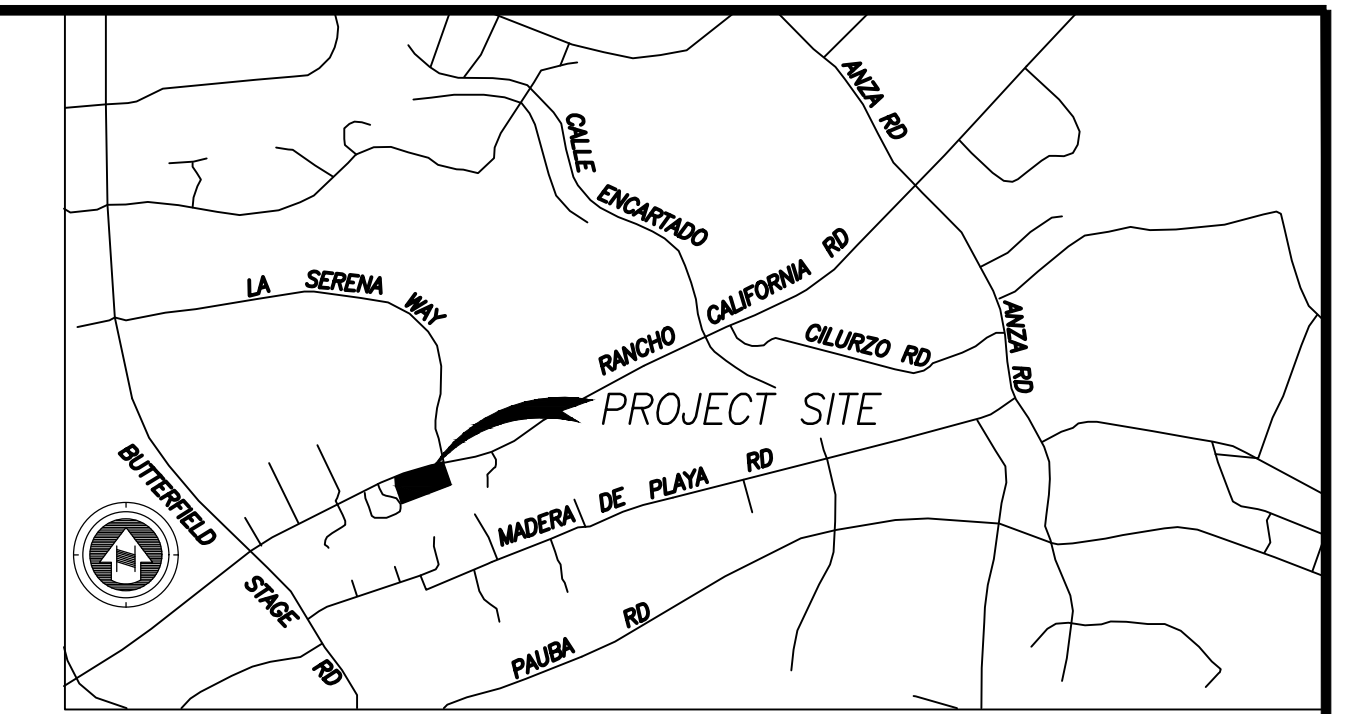 ANZA RD
CALLE ENCARTADO
LA SERENA WAY
RANCHO CALIFORNIA RD
CILURZO RD
ANZA RD
PROJECT SITE
BUTTERFIELD STAGE RD
MADERA DE PLAYA RD
PAUBA RD
N